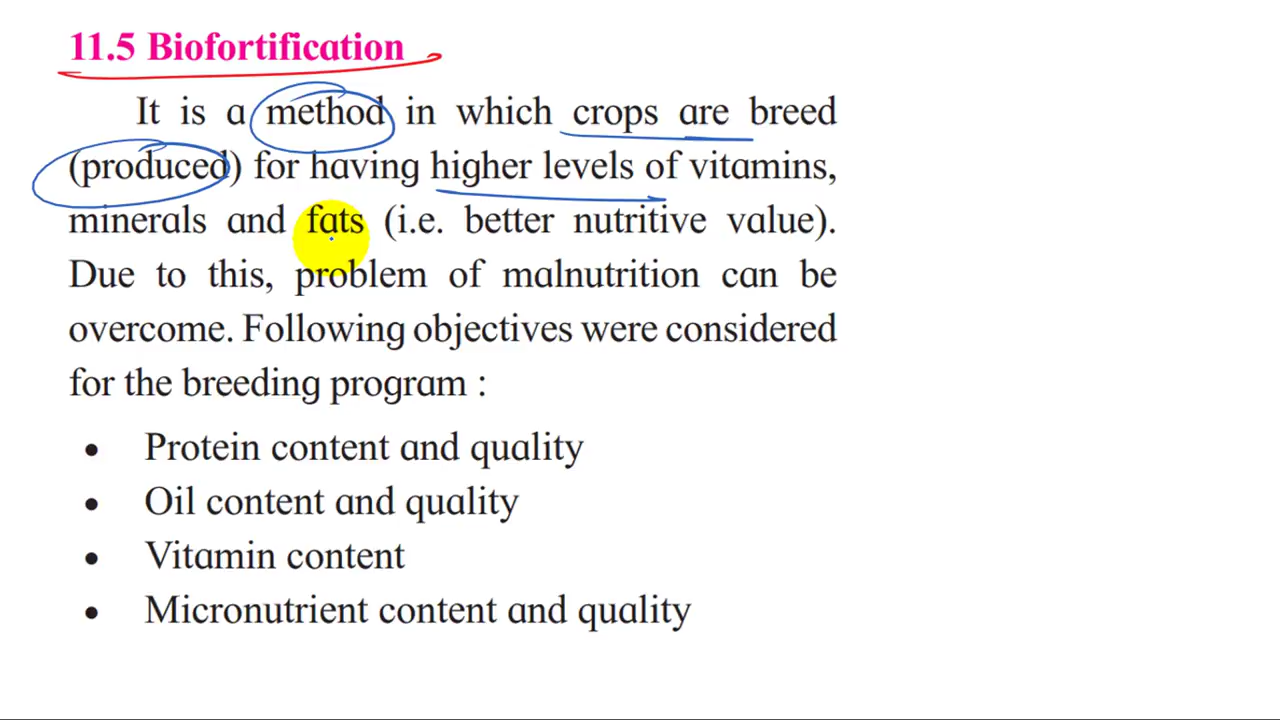 11.5 Biofortification
It is a method in which crops are breed
(produced) for having higher levels of vitamins,
minerals and fats (i.e. better nutritive value).
Due to this, problem of malnutrition can be
overcome. Following objectives were considered
for the breeding program :
• Protein content and quality
• Oil content and quality
• Vitamin content
• Micronutrient content and quality